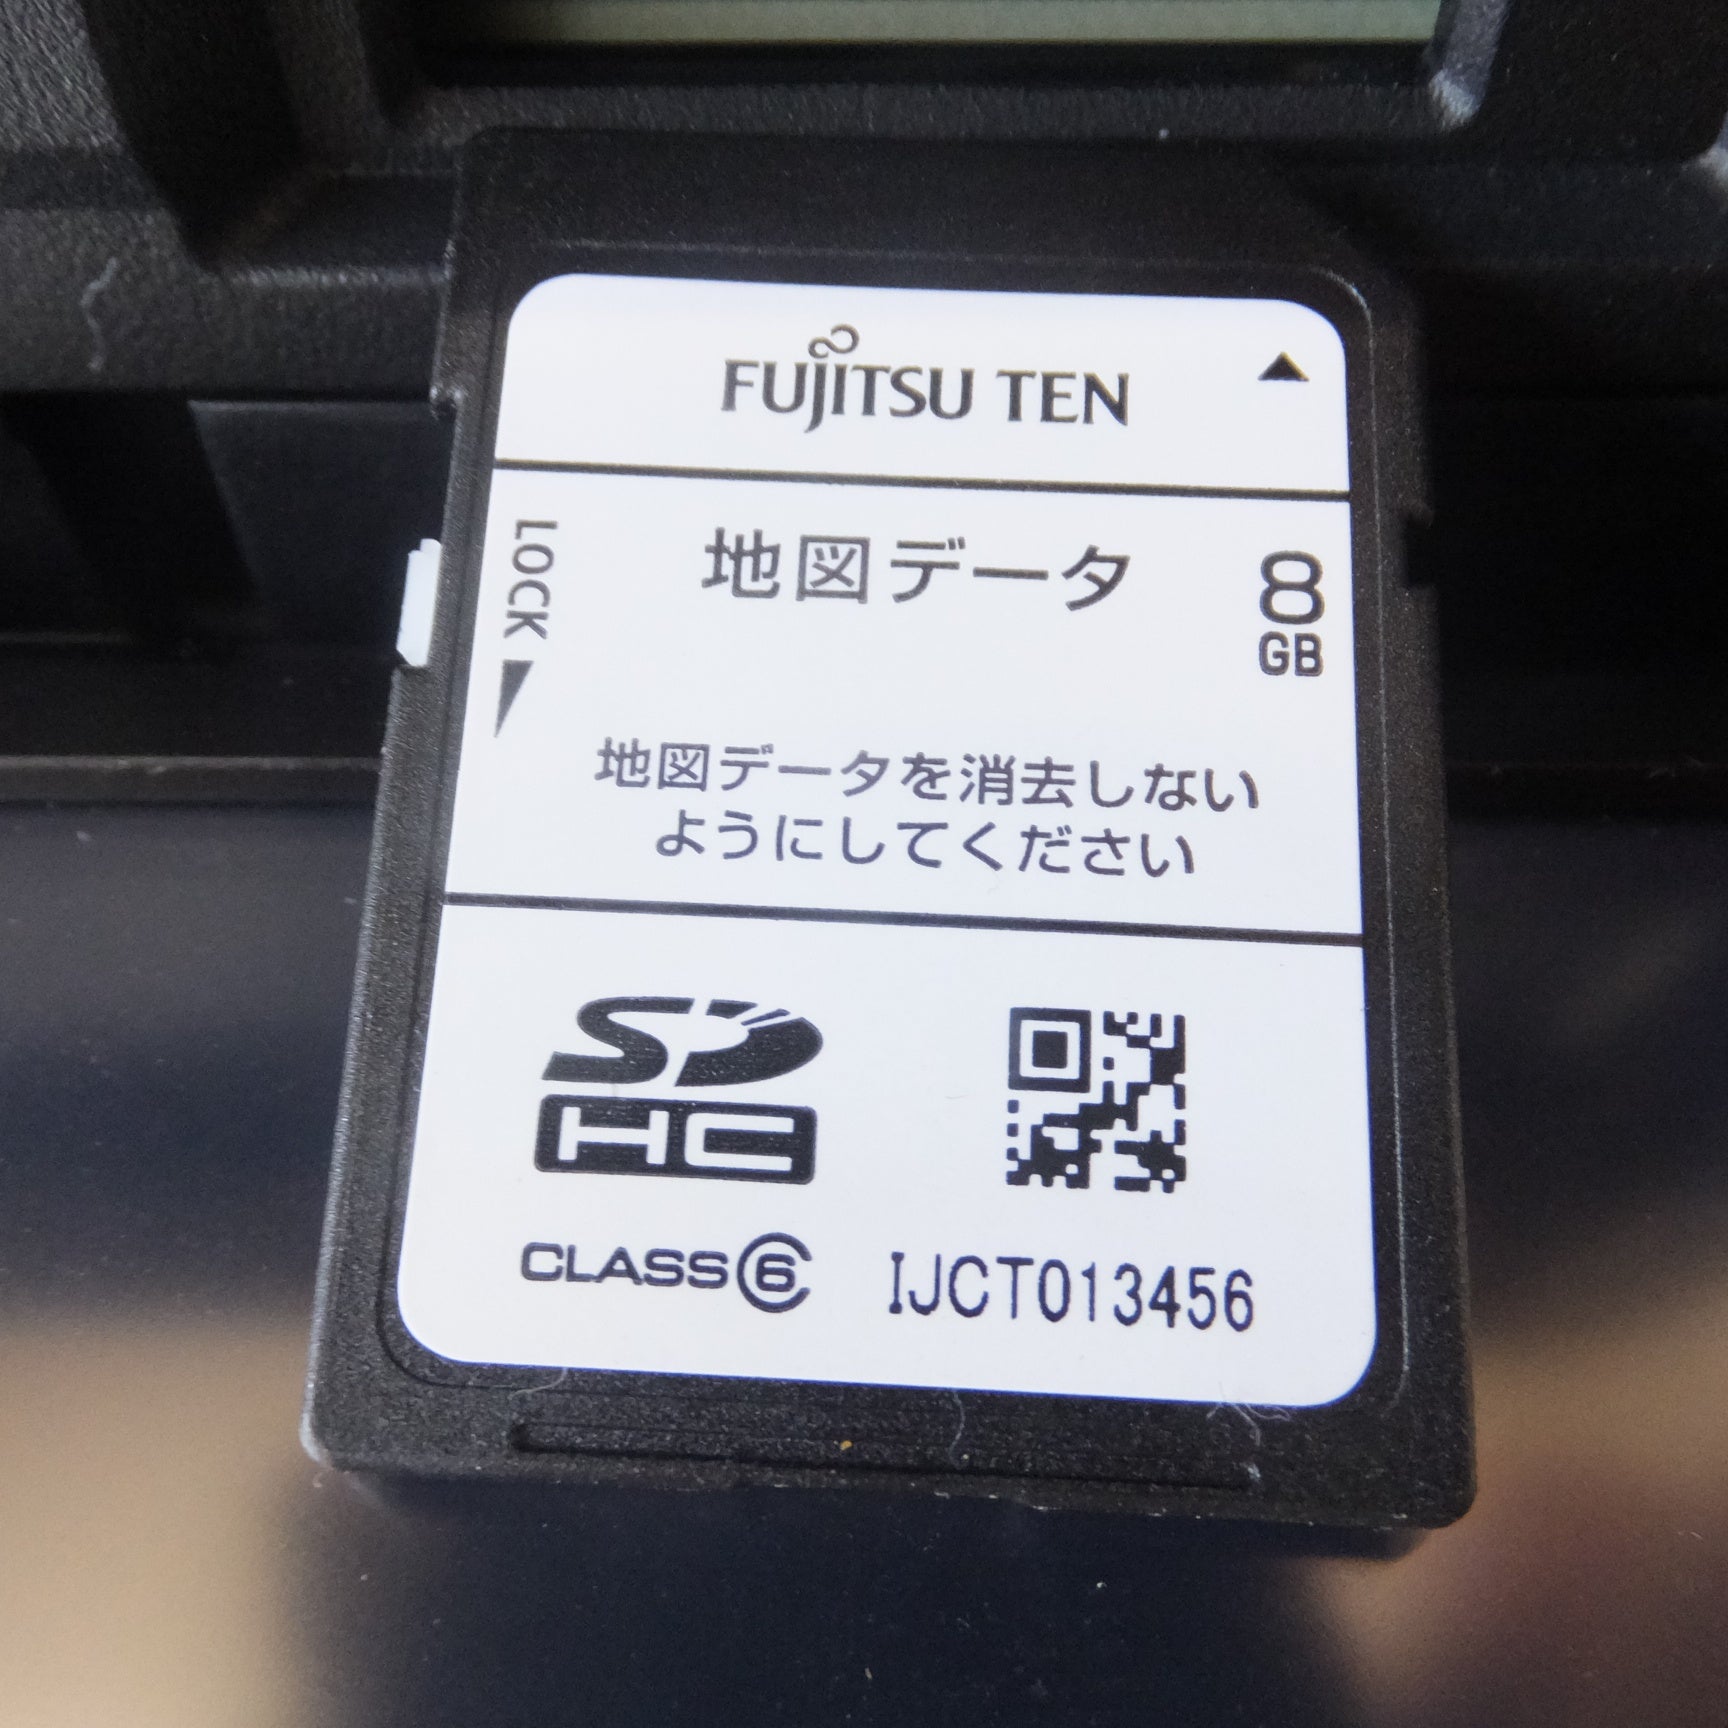 FUJITSU TEN
LOCK
地図データ
8
GB
地図データを消去しない
ようにしてください
SD
HC
CLASS 6
IJCT013456